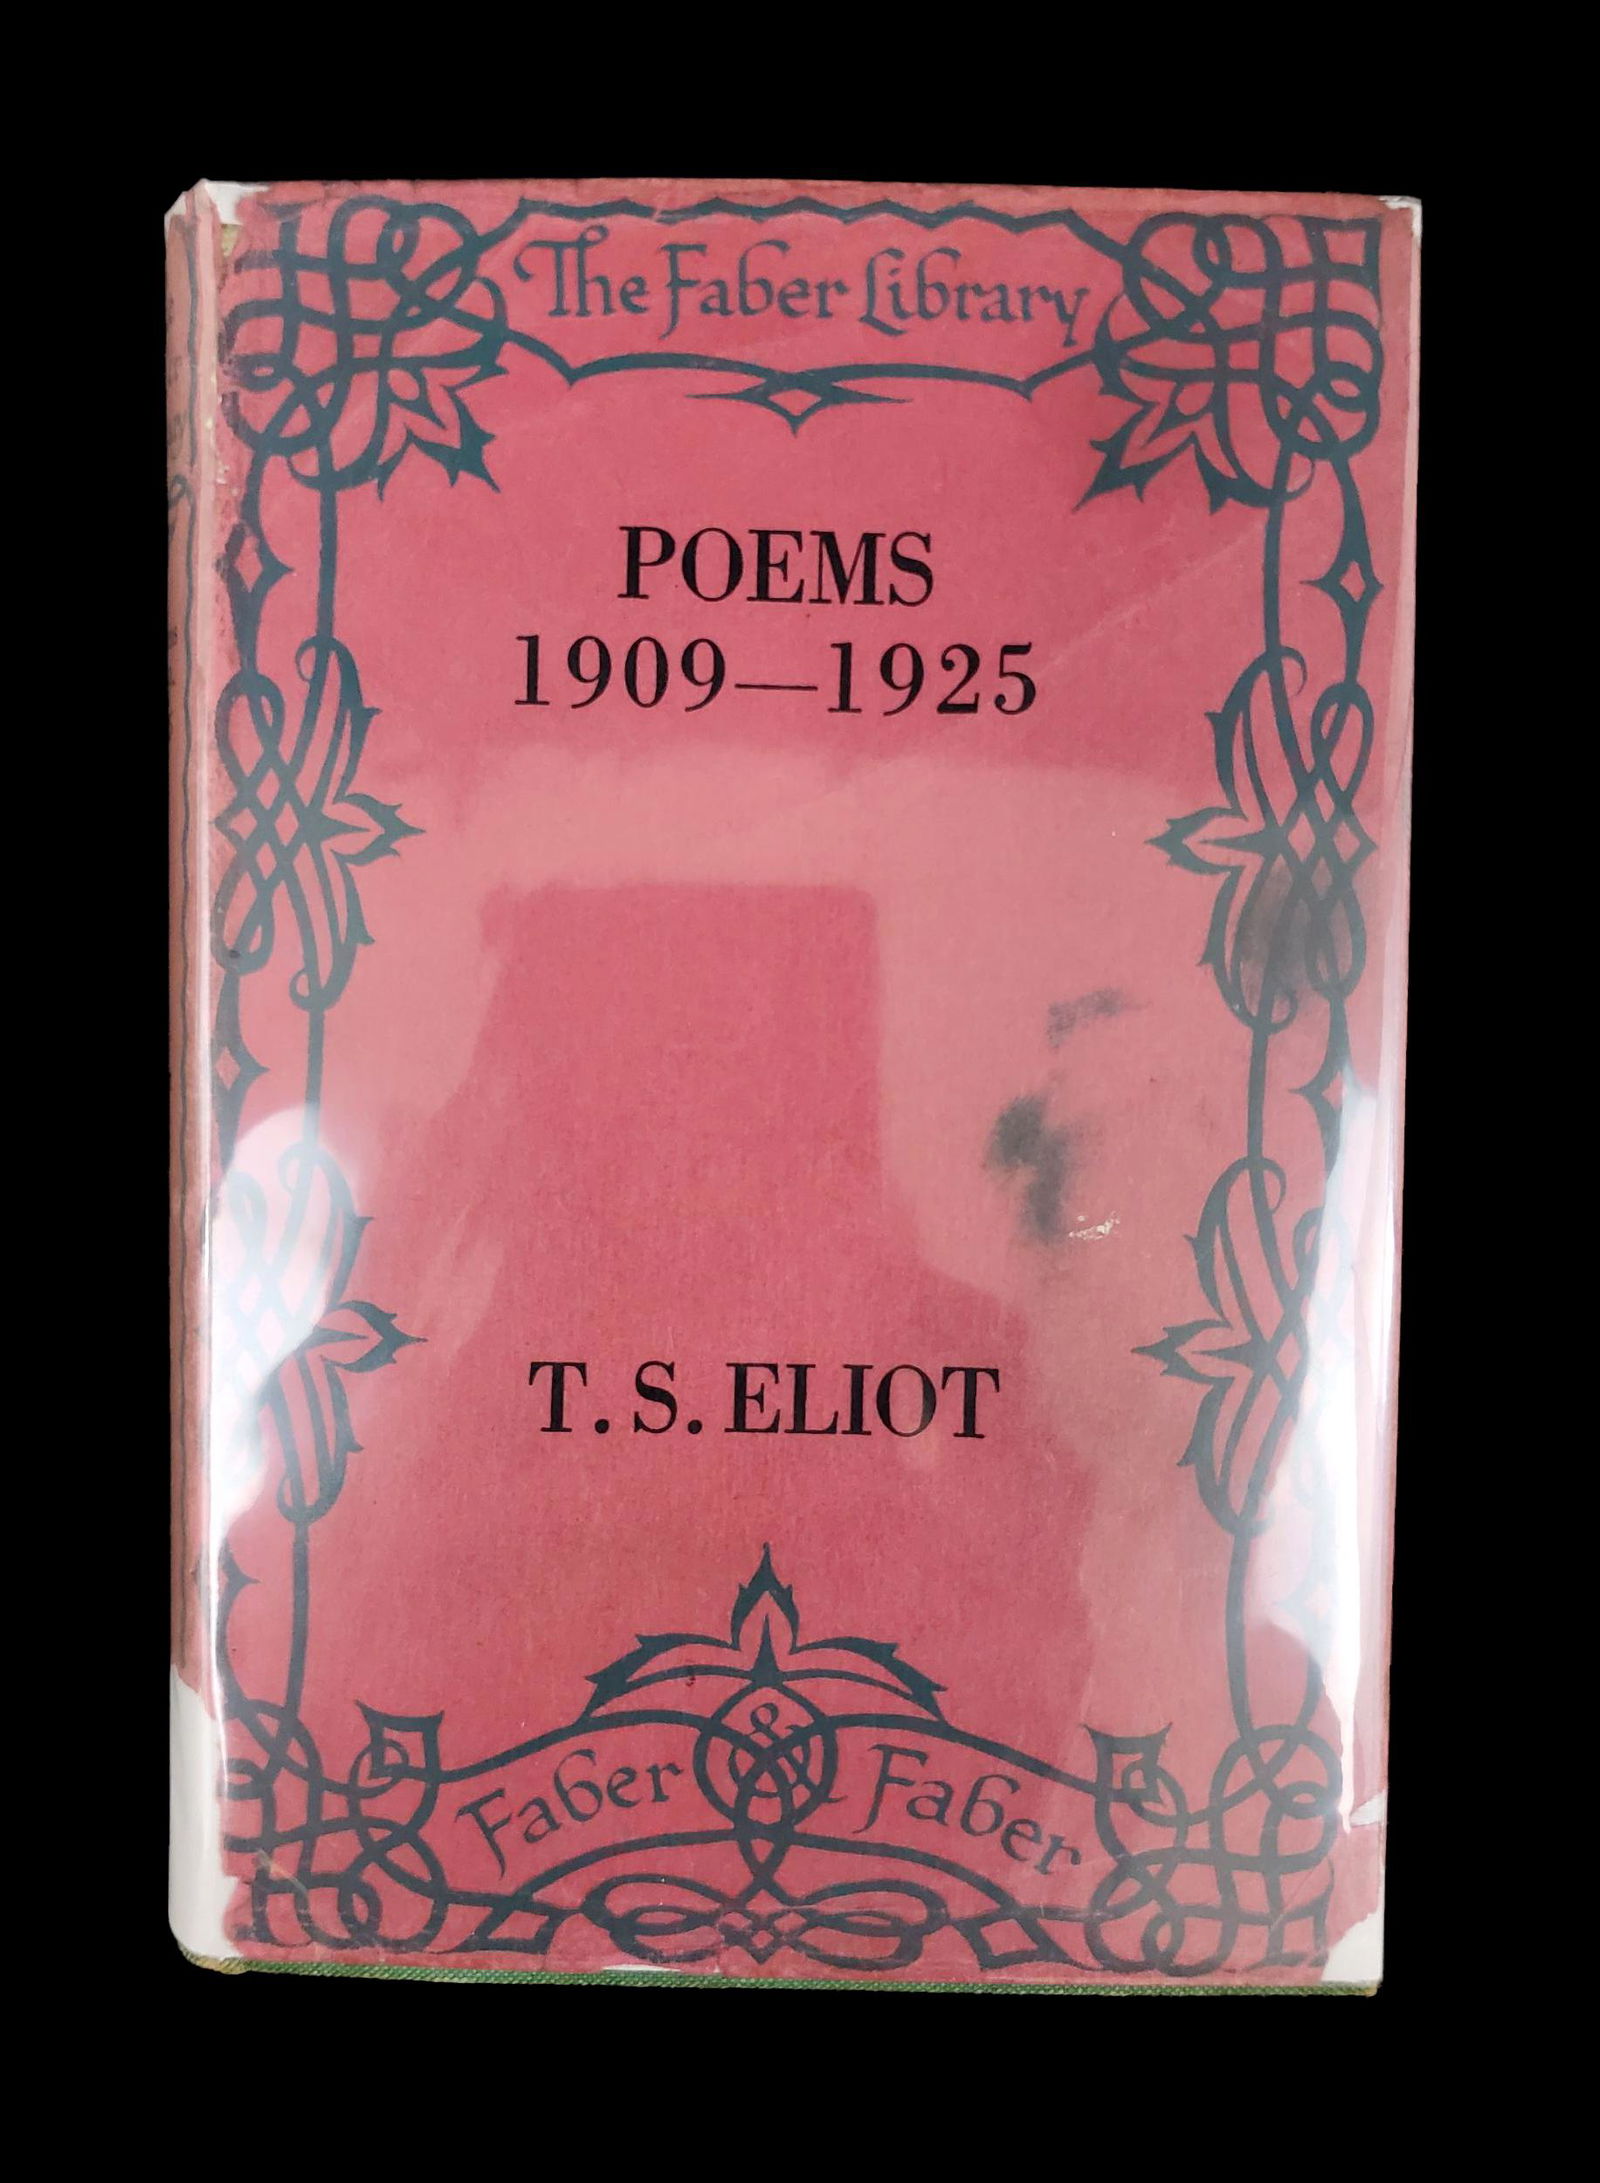 The Faber Library
POEMS
1909—1925
T. S. ELIOT
Faber & Faber